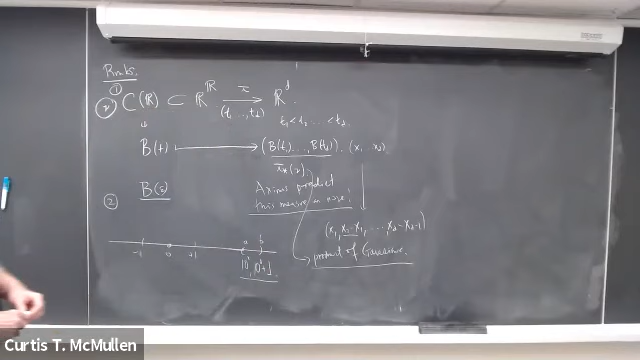 Rmks.
①
C(ℝ) ⊂ ℝ^ℝ —π→ ℝ^d.
(t₁, ..., t_d)
t₁ < t₂ ... < t_d.
B(t) ⟼ (B(t₁), ..., B(t_d)). (x₁, ... x_d)
②
B(s)
Axioms predict
this measure
(x₁, x₂-x₁, ..., x_d - x_{d-1})
product of Gaussians.
a b
-1 0 +1
Curtis T. McMullen